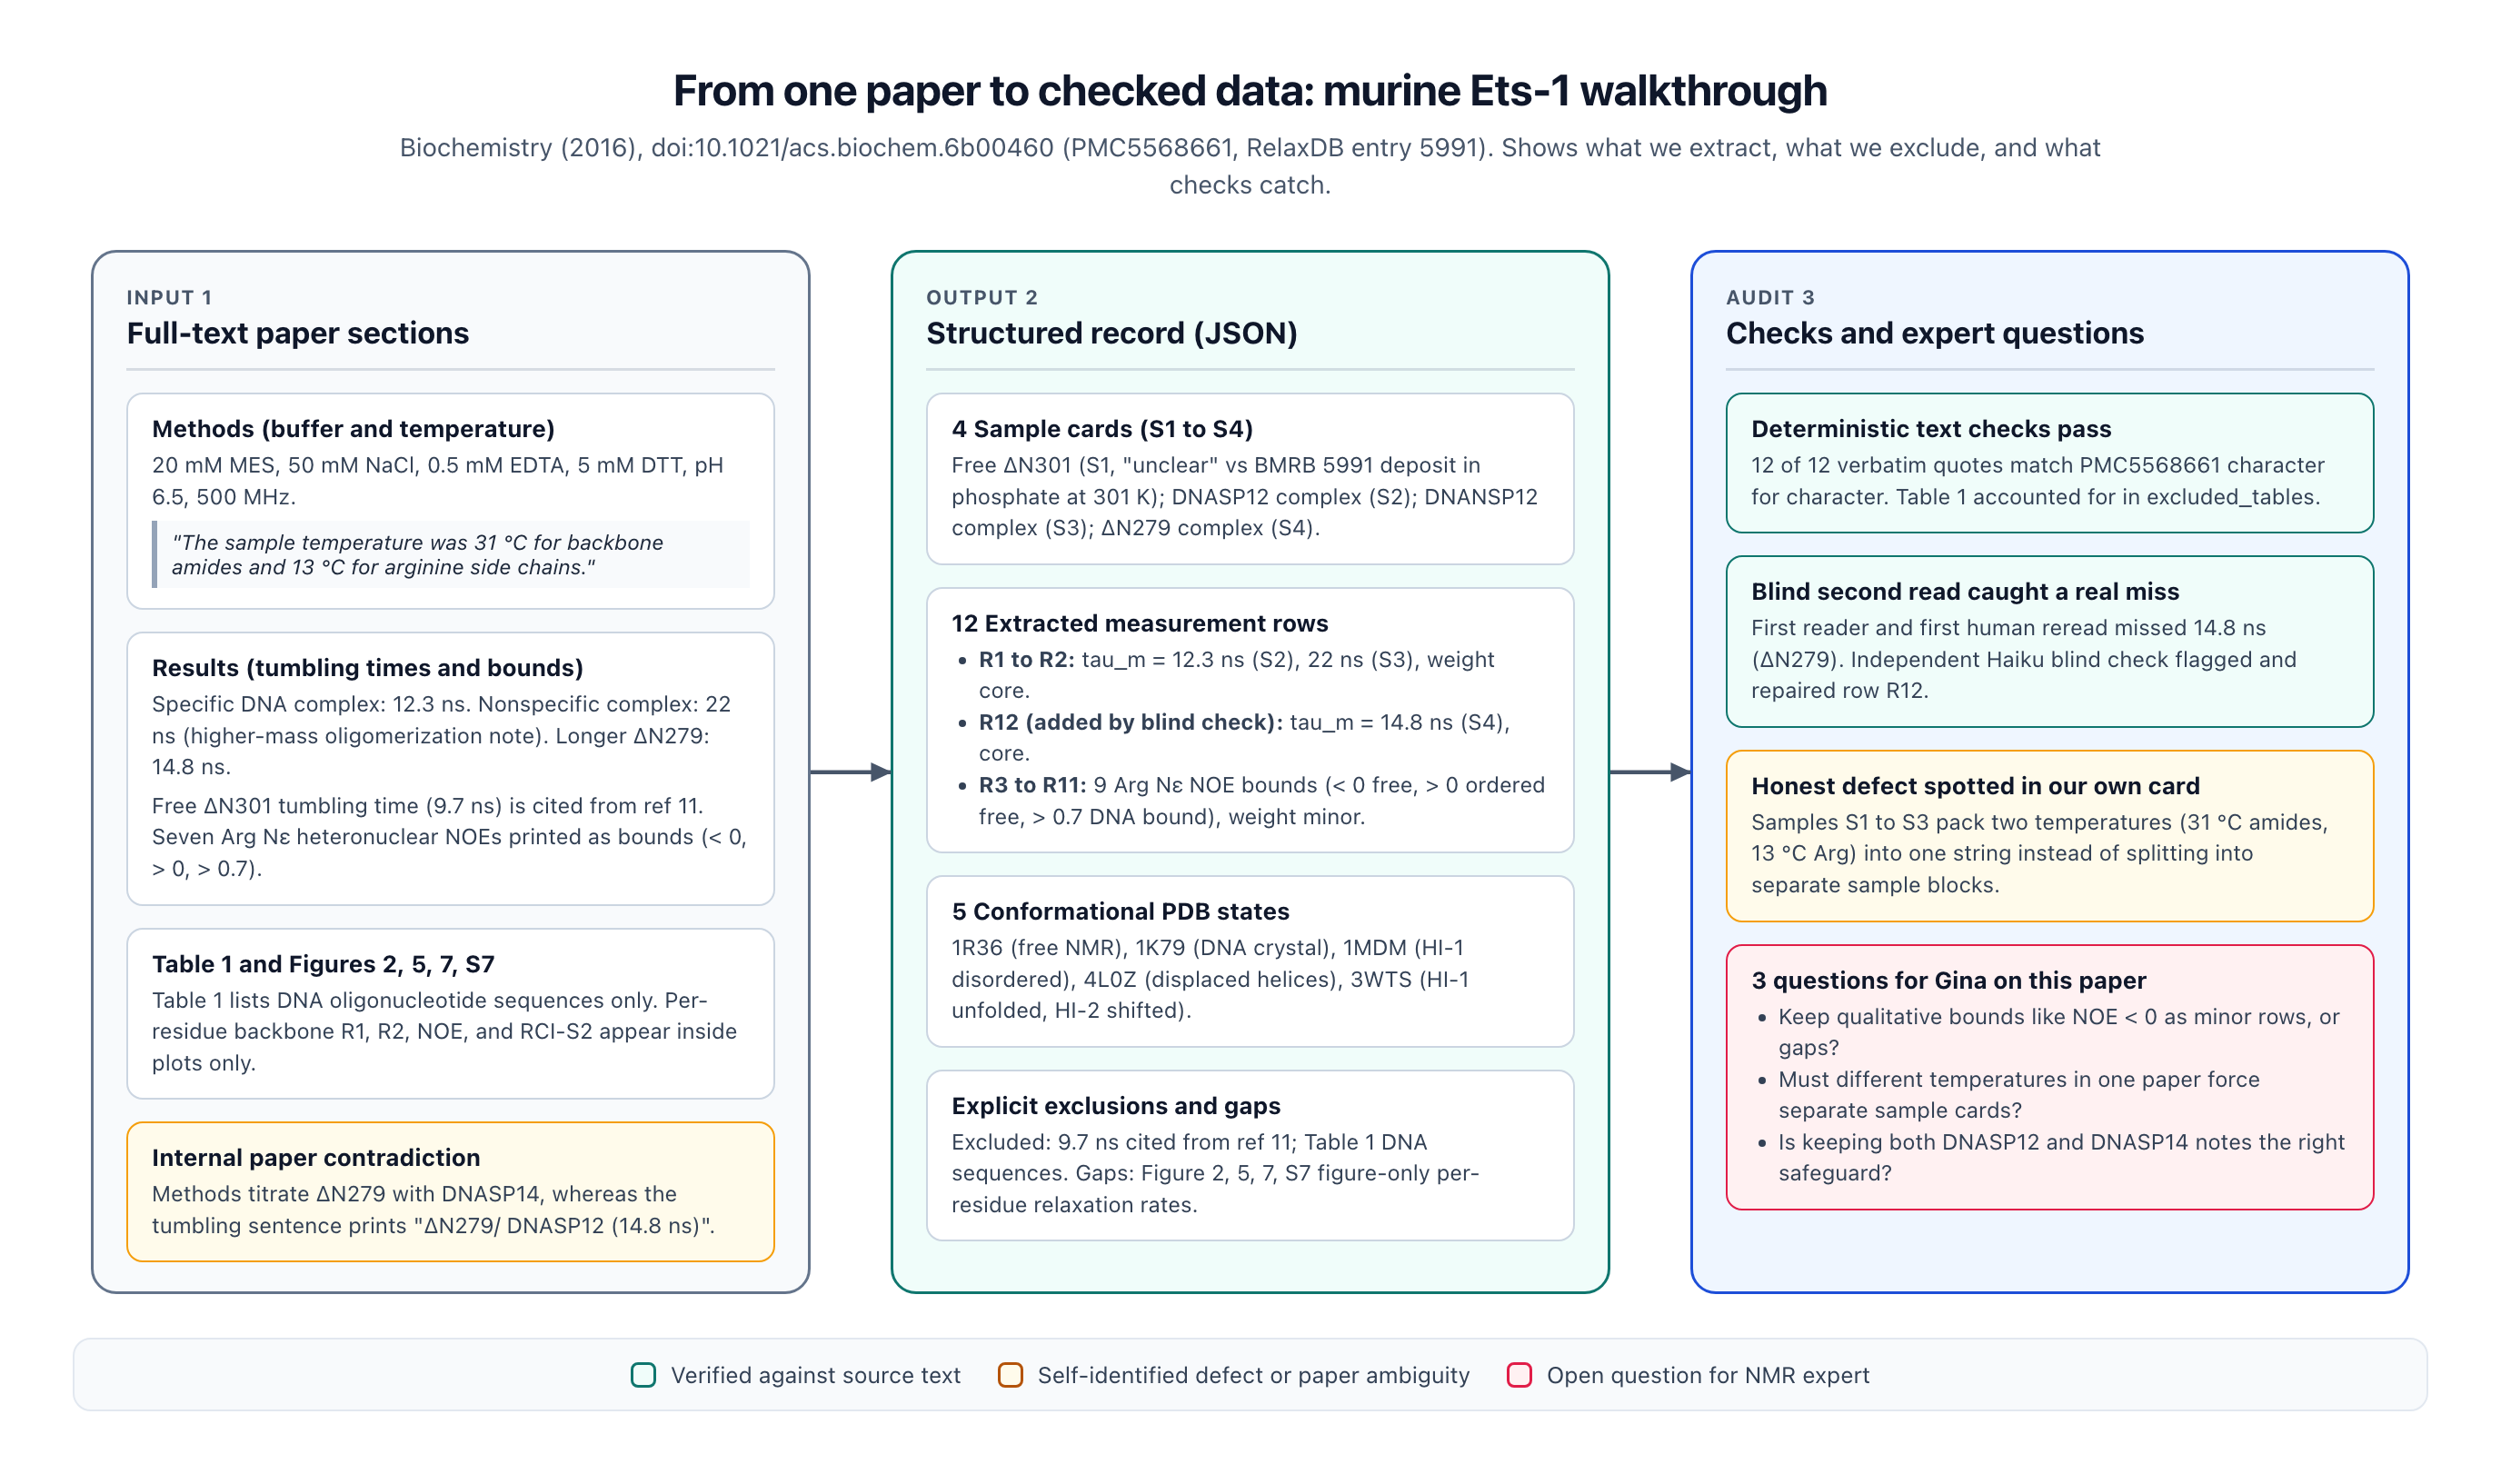 From one paper to checked data: murine Ets-1 walkthrough
Biochemistry (2016), doi:10.1021/acs.biochem.6b00460 (PMC5568661, RelaxDB entry 5991). Shows what we extract, what we exclude, and what
checks catch.
INPUT 1
Full-text paper sections
Methods (buffer and temperature)
20 mM MES, 50 mM NaCl, 0.5 mM EDTA, 5 mM DTT, pH
6.5, 500 MHz.
"The sample temperature was 31 °C for backbone
amides and 13 °C for arginine side chains."
Results (tumbling times and bounds)
Specific DNA complex: 12.3 ns. Nonspecific complex: 22
ns (higher-mass oligomerization note). Longer ΔN279:
14.8 ns.
Free ΔN301 tumbling time (9.7 ns) is cited from ref 11.
Seven Arg Nε heteronuclear NOEs printed as bounds (< 0,
> 0, > 0.7).
Table 1 and Figures 2, 5, 7, S7
Table 1 lists DNA oligonucleotide sequences only. Per-
residue backbone R1, R2, NOE, and RCI-S2 appear inside
plots only.
Internal paper contradiction
Methods titrate ΔN279 with DNASP14, whereas the
tumbling sentence prints "ΔN279/ DNASP12 (14.8 ns)".
OUTPUT 2
Structured record (JSON)
4 Sample cards (S1 to S4)
Free ΔN301 (S1, "unclear" vs BMRB 5991 deposit in
phosphate at 301 K); DNASP12 complex (S2); DNANSP12
complex (S3); ΔN279 complex (S4).
12 Extracted measurement rows
• R1 to R2: tau_m = 12.3 ns (S2), 22 ns (S3), weight
core.
• R12 (added by blind check): tau_m = 14.8 ns (S4),
core.
• R3 to R11: 9 Arg Nε NOE bounds (< 0 free, > 0 ordered
free, > 0.7 DNA bound), weight minor.
5 Conformational PDB states
1R36 (free NMR), 1K79 (DNA crystal), 1MDM (HI-1
disordered), 4L0Z (displaced helices), 3WTS (HI-1
unfolded, HI-2 shifted).
Explicit exclusions and gaps
Excluded: 9.7 ns cited from ref 11; Table 1 DNA
sequences. Gaps: Figure 2, 5, 7, S7 figure-only per-
residue relaxation rates.
AUDIT 3
Checks and expert questions
Deterministic text checks pass
12 of 12 verbatim quotes match PMC5568661 character
for character. Table 1 accounted for in excluded_tables.
Blind second read caught a real miss
First reader and first human reread missed 14.8 ns
(ΔN279). Independent Haiku blind check flagged and
repaired row R12.
Honest defect spotted in our own card
Samples S1 to S3 pack two temperatures (31 °C amides,
13 °C Arg) into one string instead of splitting into
separate sample blocks.
3 questions for Gina on this paper
• Keep qualitative bounds like NOE < 0 as minor rows, or
gaps?
• Must different temperatures in one paper force
separate sample cards?
• Is keeping both DNASP12 and DNASP14 notes the right
safeguard?
Verified against source text
Self-identified defect or paper ambiguity
Open question for NMR expert